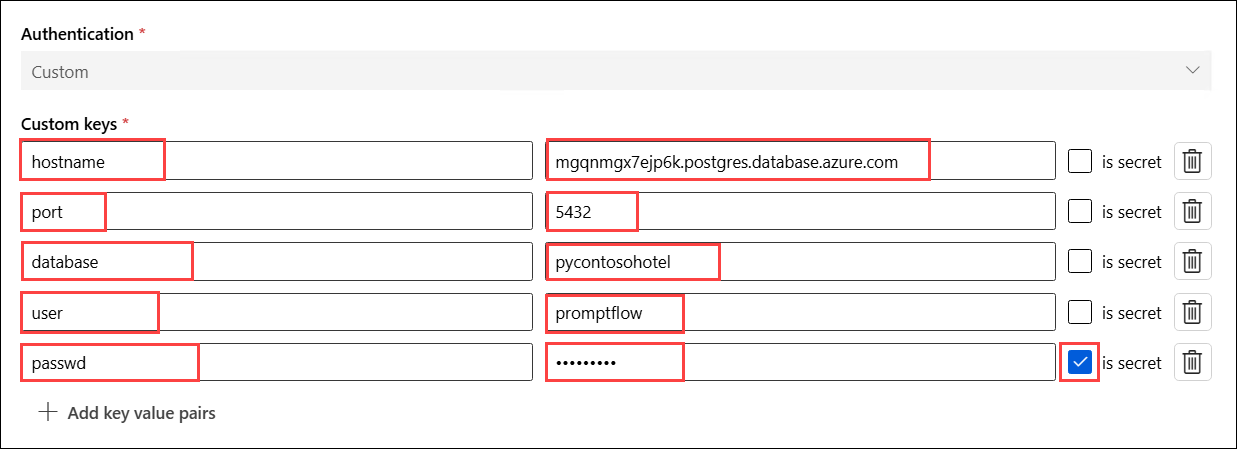 Authentication *
Custom
Custom keys *
hostname mgqnmgx7ejp6k.postgres.database.azure.com is secret
port 5432 is secret
database pycontosohotel is secret
user promptflow is secret
passwd ••••••••• is secret
Add key value pairs